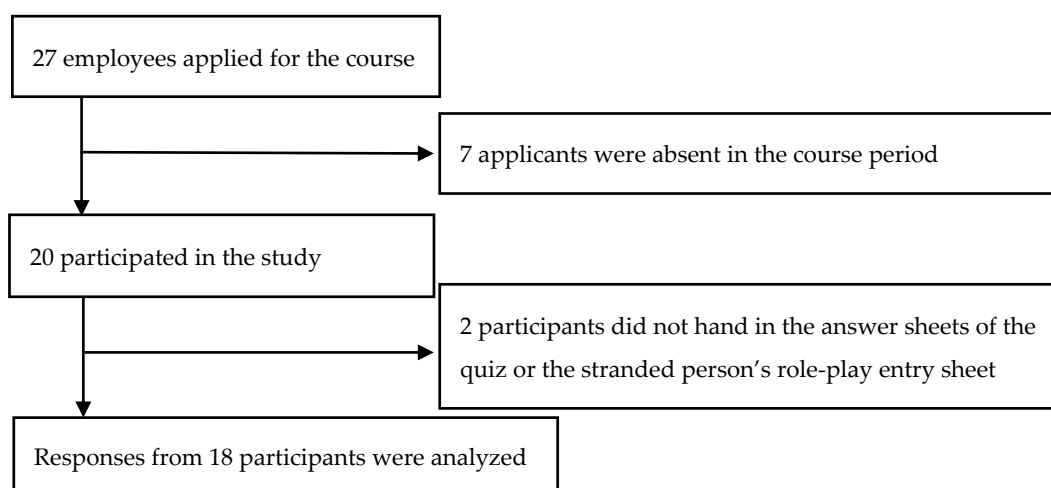 27 employees applied for the course
7 applicants were absent in the course period
20 participated in the study
2 participants did not hand in the answer sheets of the
quiz or the stranded person’s role-play entry sheet
Responses from 18 participants were analyzed